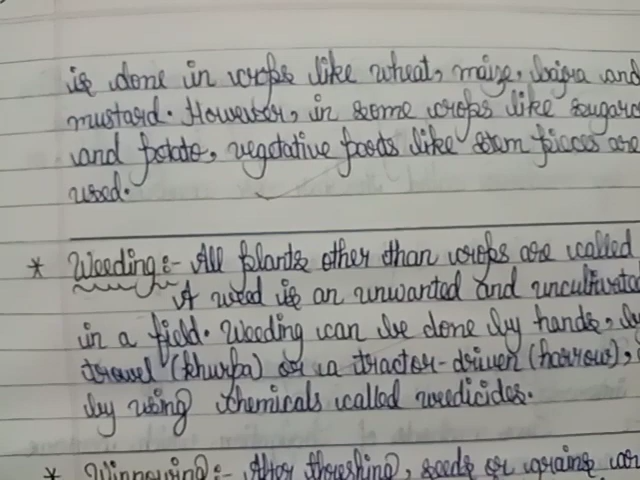 is done in crops like wheat, maize, bajra and
mustard. However, in some crops like sugarc
and potato, vegetative parts like stem pieces are
used.
* Weeding :- All plants other than crops are called
A weed is an unwanted and uncultivated
in a field. Weeding can be done by hands, by
trowel (khurpa) or a tractor-driven (harrow),
by using chemicals called weedicides.
* Winnowing :- After threshing, seeds or grains